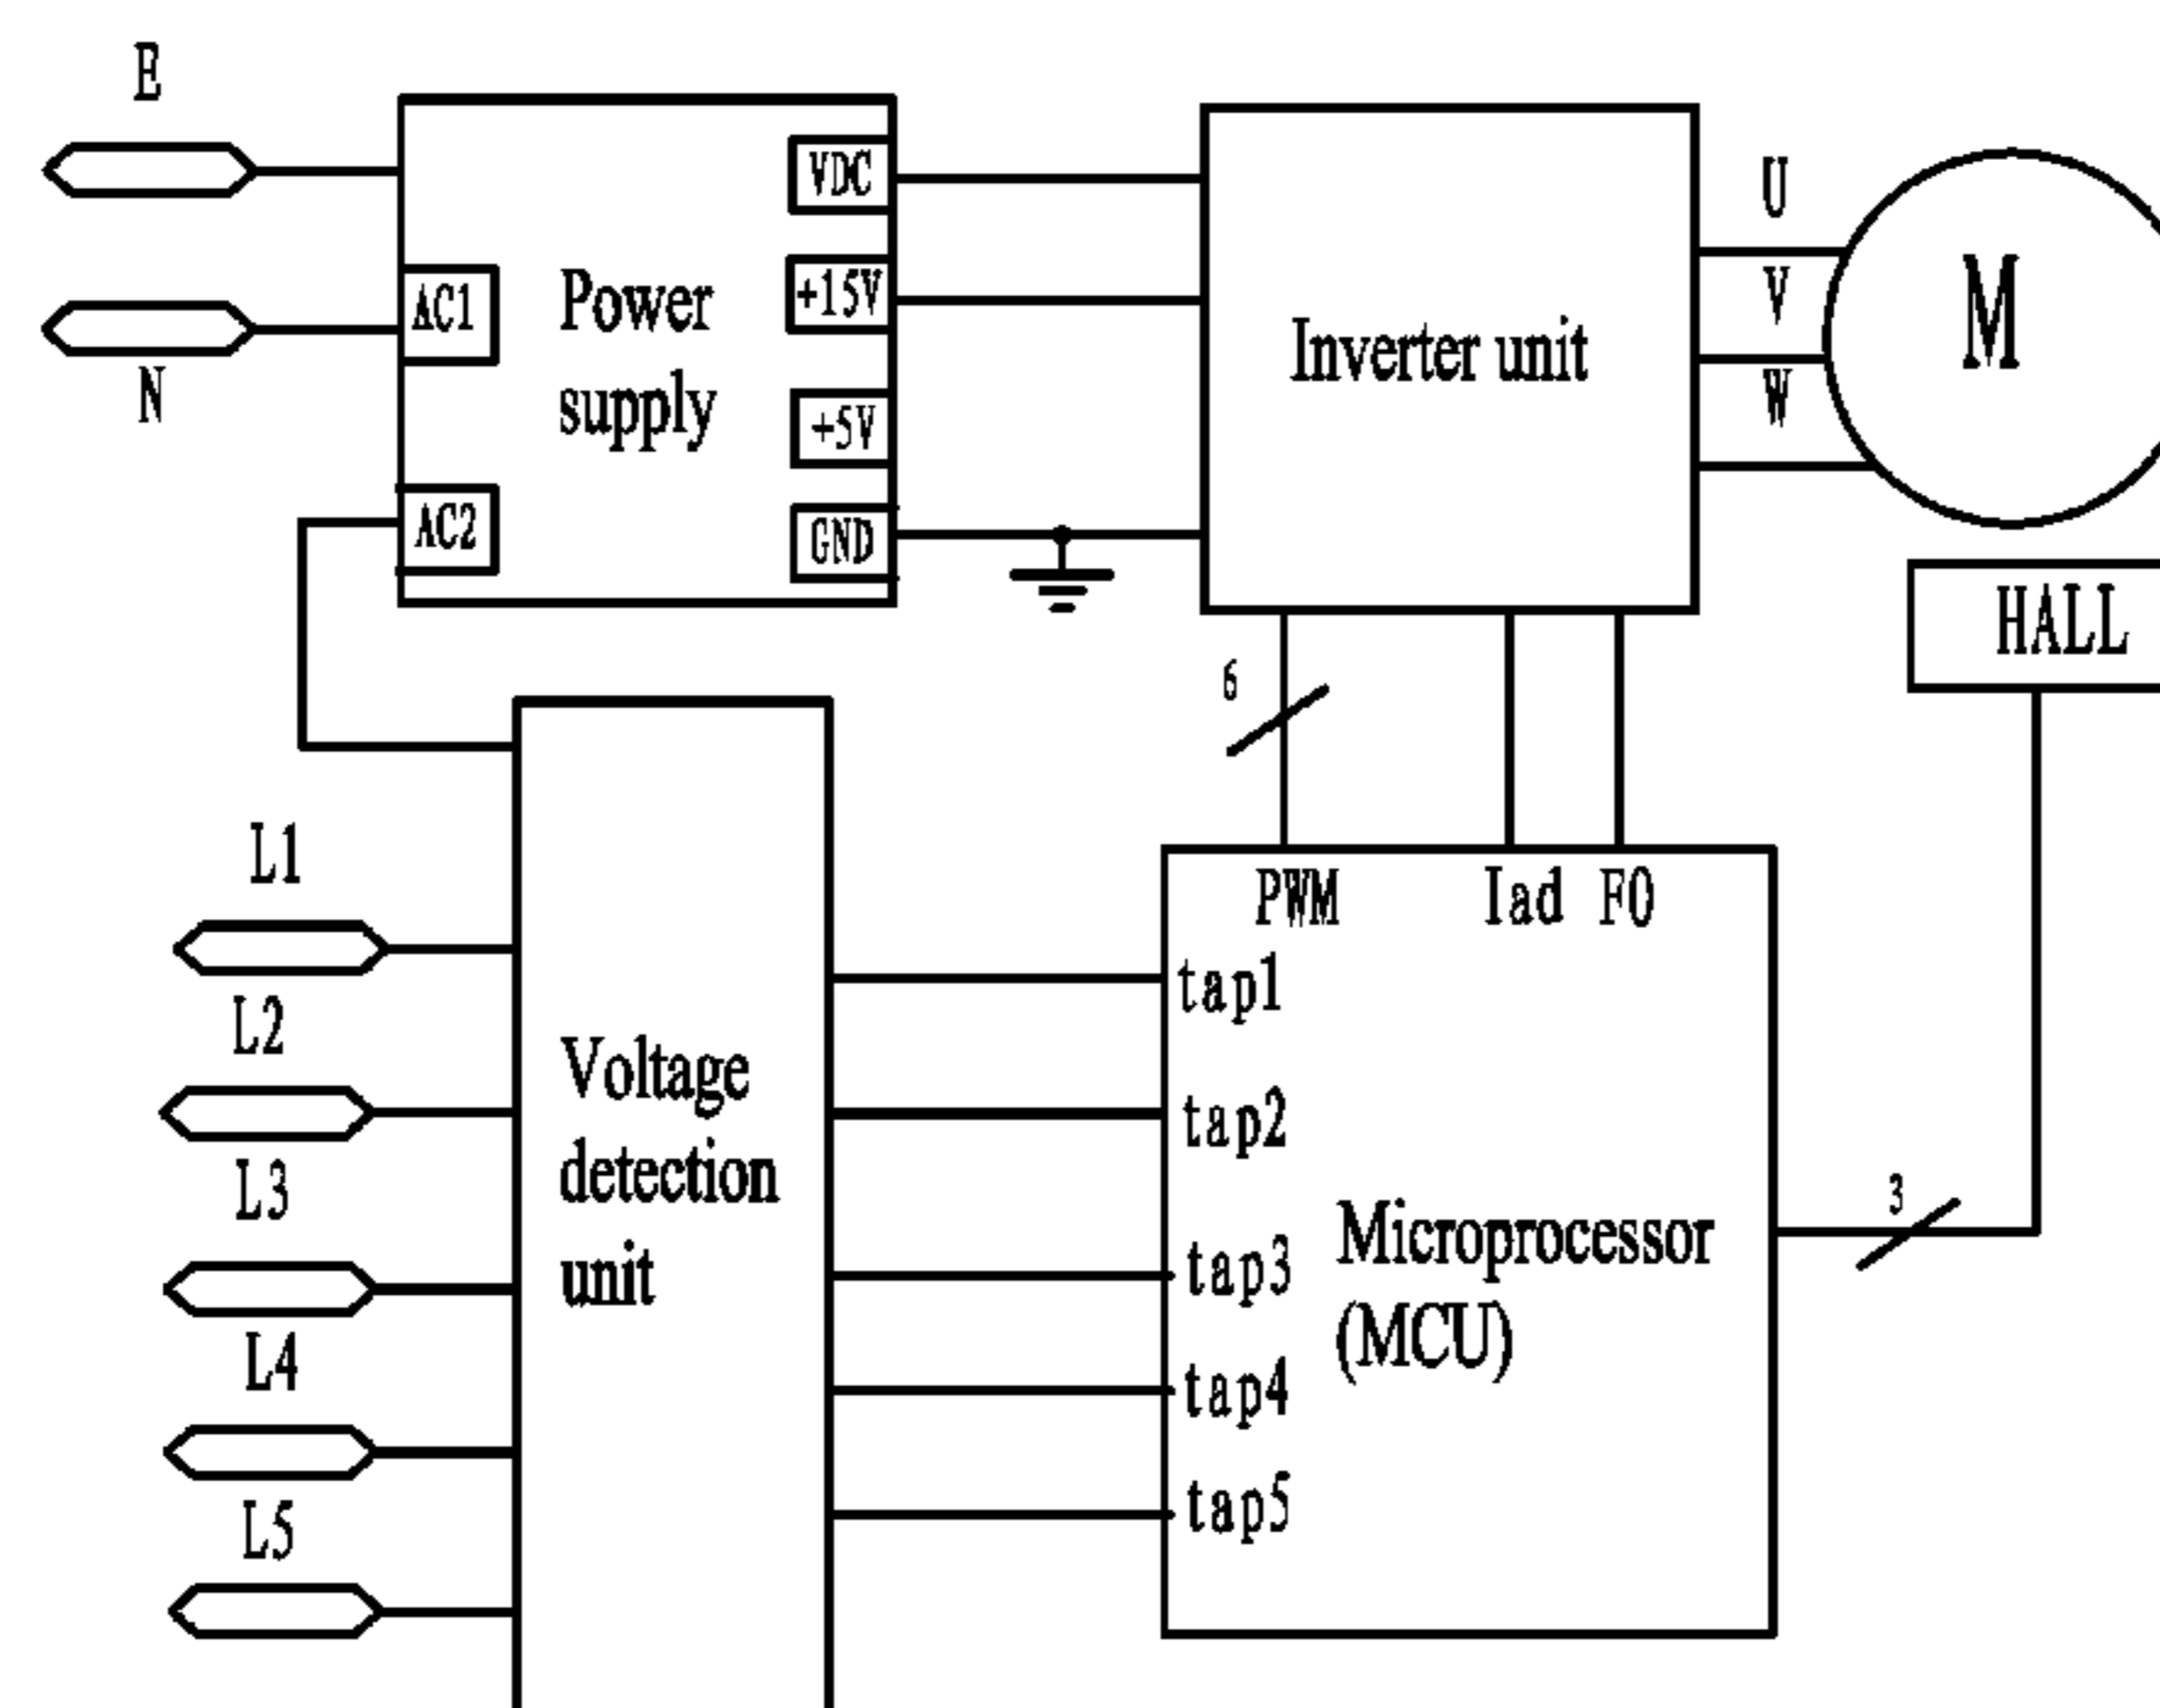 E
N
AC1
AC2
Power
supply
VDC
+15V
+5V
GND
Inverter unit
U
V
W
M
HALL
6
PWM
Iad
FO
L1
L2
L3
L4
L5
Voltage
detection
unit
tap1
tap2
tap3
tap4
tap5
Microprocessor
(MCU)
3